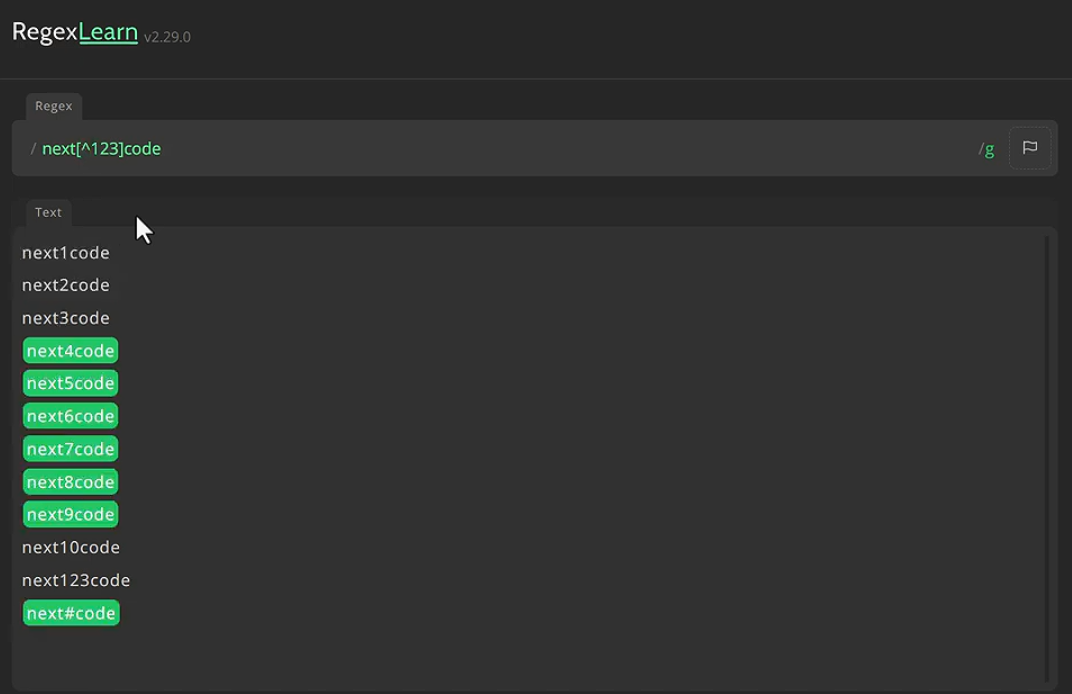 RegexLearn v2.29.0
Regex
/ next[^123]code /g
Text
next1code
next2code
next3code
next4code
next5code
next6code
next7code
next8code
next9code
next10code
next123code
next#code